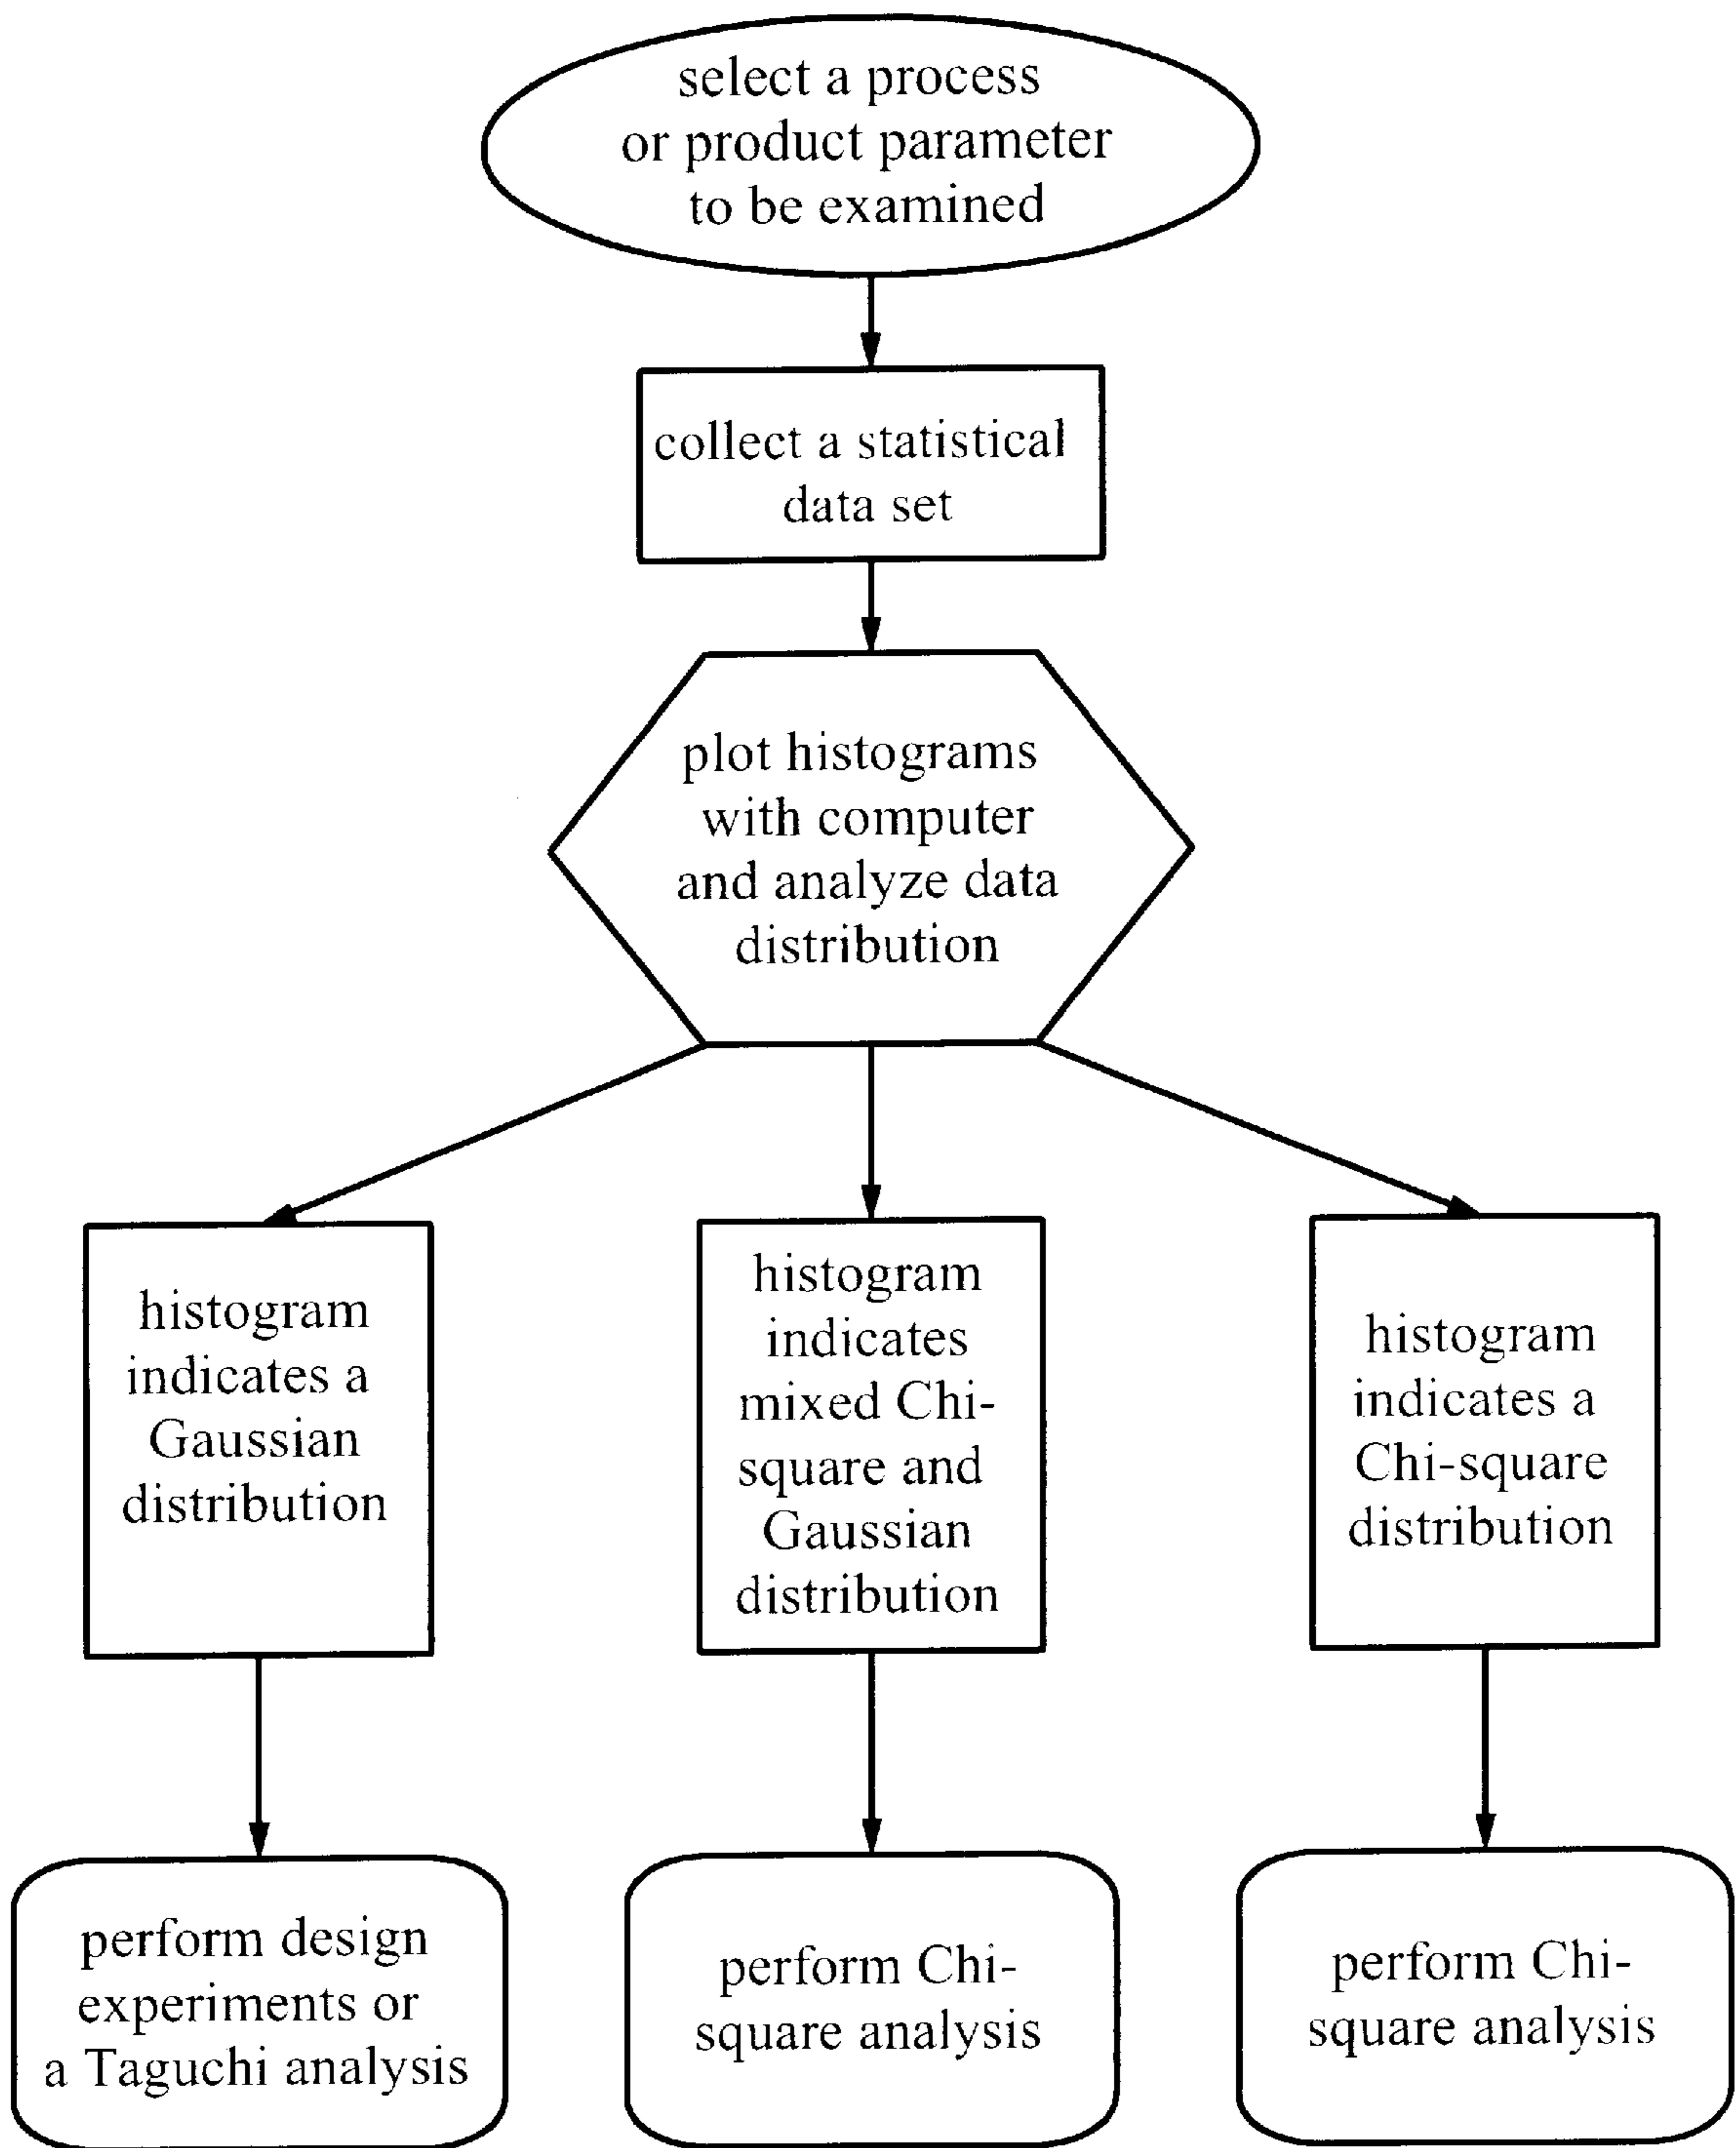 select a process
or product parameter
to be examined
collect a statistical
data set
plot histograms
with computer
and analyze data
distribution
histogram
indicates a
Gaussian
distribution
histogram
indicates
mixed Chi-
square and
Gaussian
distribution
histogram
indicates a
Chi-square
distribution
perform design
experiments or
a Taguchi analysis
perform Chi-
square analysis
perform Chi-
square analysis